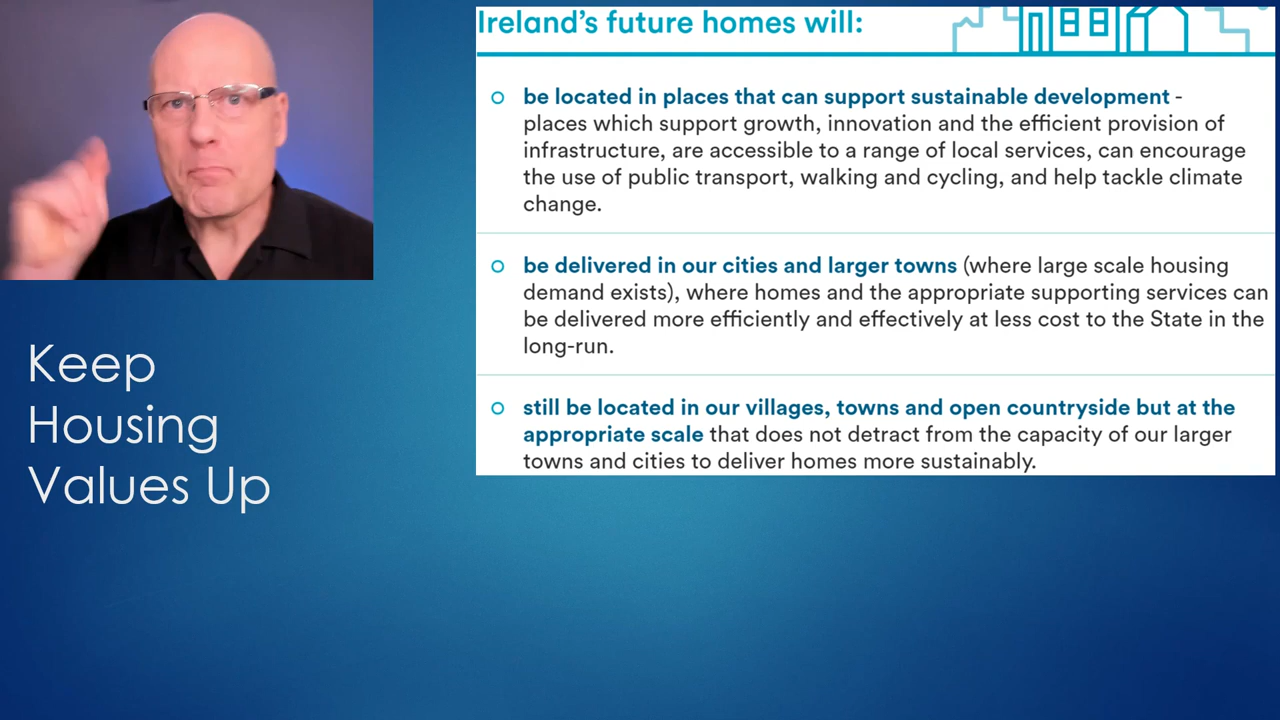 Ireland's future homes will:
be located in places that can support sustainable development -
places which support growth, innovation and the efficient provision of
infrastructure, are accessible to a range of local services, can encourage
the use of public transport, walking and cycling, and help tackle climate
change.
be delivered in our cities and larger towns (where large scale housing
demand exists), where homes and the appropriate supporting services can
be delivered more efficiently and effectively at less cost to the State in the
long-run.
still be located in our villages, towns and open countryside but at the
appropriate scale that does not detract from the capacity of our larger
towns and cities to deliver homes more sustainably.
Keep
Housing
Values Up